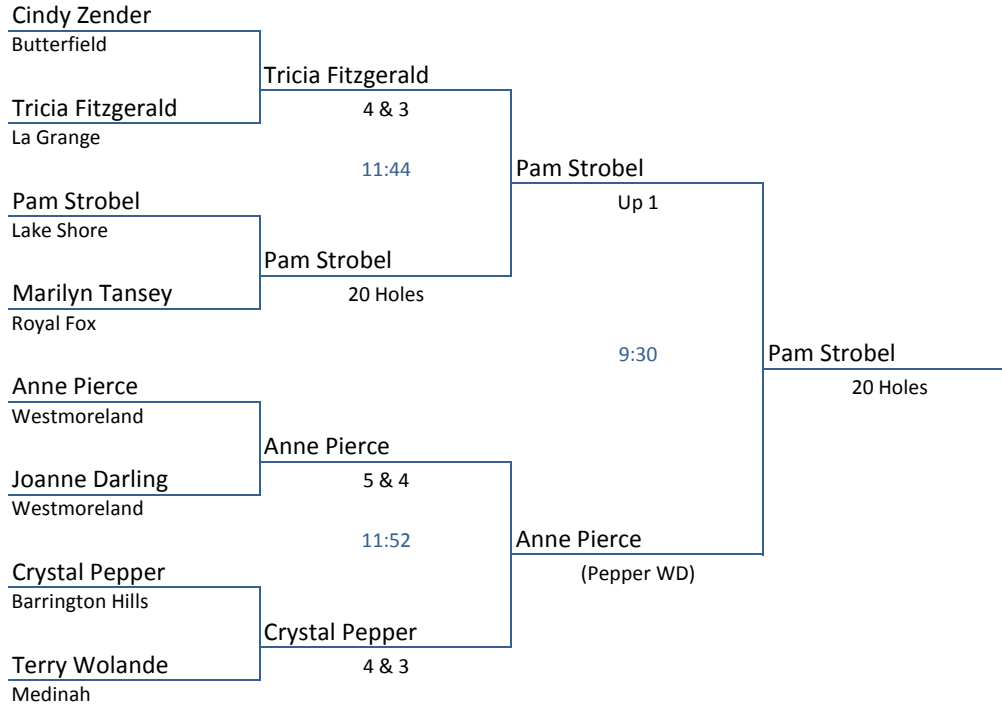 Cindy Zender
Butterfield
Tricia Fitzgerald
4 & 3
Tricia Fitzgerald
La Grange
11:44
Pam Strobel
Up 1
Pam Strobel
Lake Shore
Pam Strobel
20 Holes
Marilyn Tansey
Royal Fox
9:30
Pam Strobel
20 Holes
Anne Pierce
Westmoreland
Anne Pierce
5 & 4
Joanne Darling
Westmoreland
11:52
Anne Pierce
(Pepper WD)
Crystal Pepper
Barrington Hills
Crystal Pepper
4 & 3
Terry Wolande
Medinah